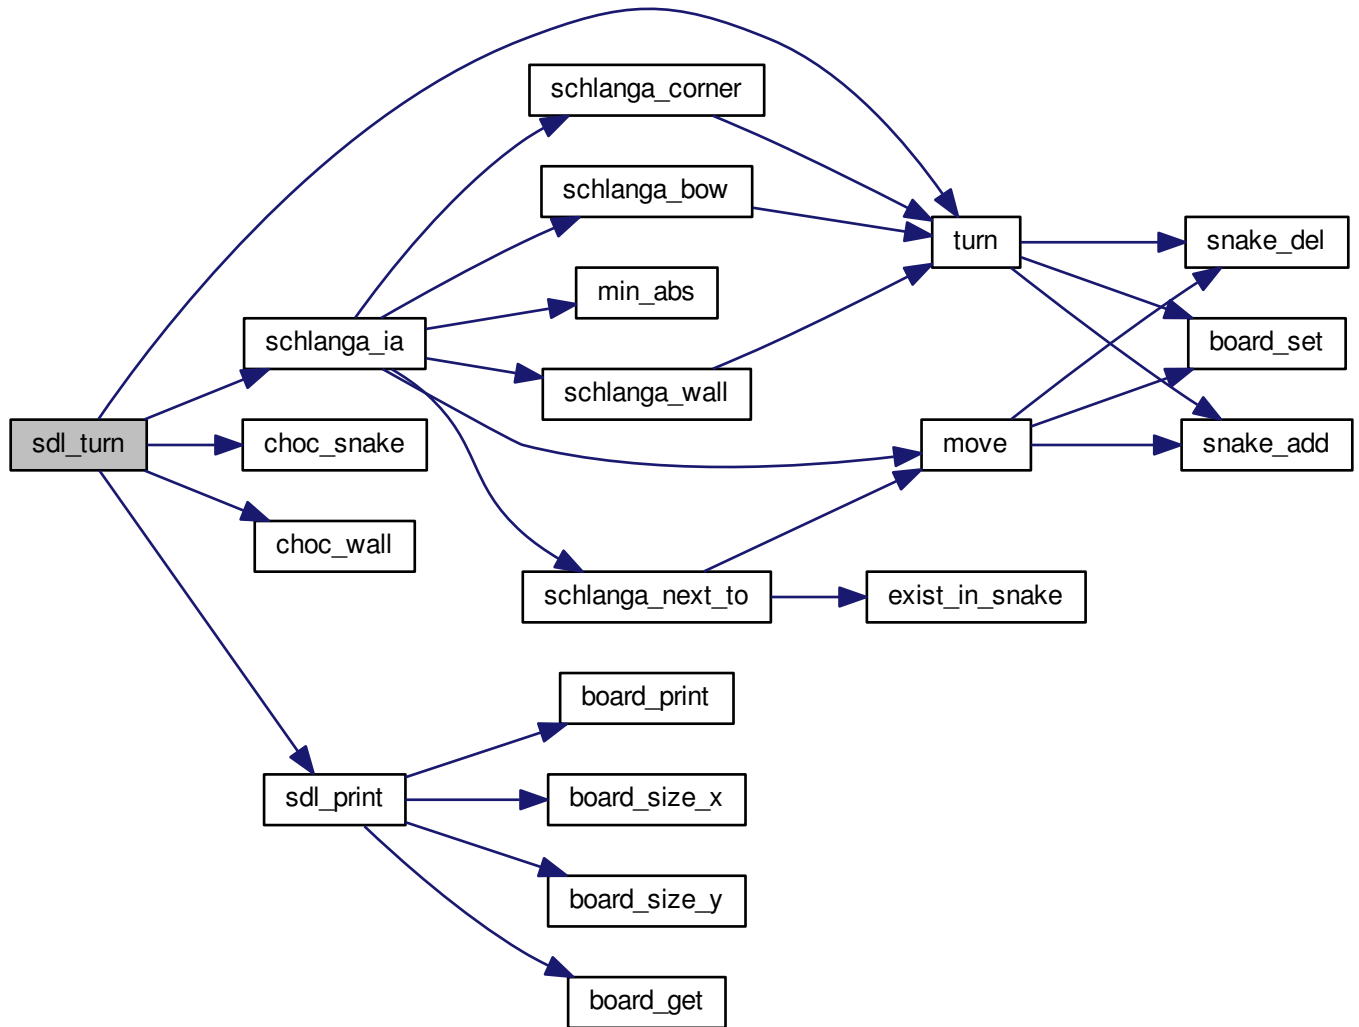 schlanga_corner
schlanga_bow
turn
snake_del
min_abs
schlanga_ia
board_set
schlanga_wall
sdl_turn
choc_snake
move
snake_add
choc_wall
schlanga_next_to
exist_in_snake
board_print
sdl_print
board_size_x
board_size_y
board_get